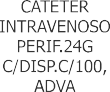 CATETER
INTRAVENOSO
PERIF.24G
C/DISP.C/100,
ADVA